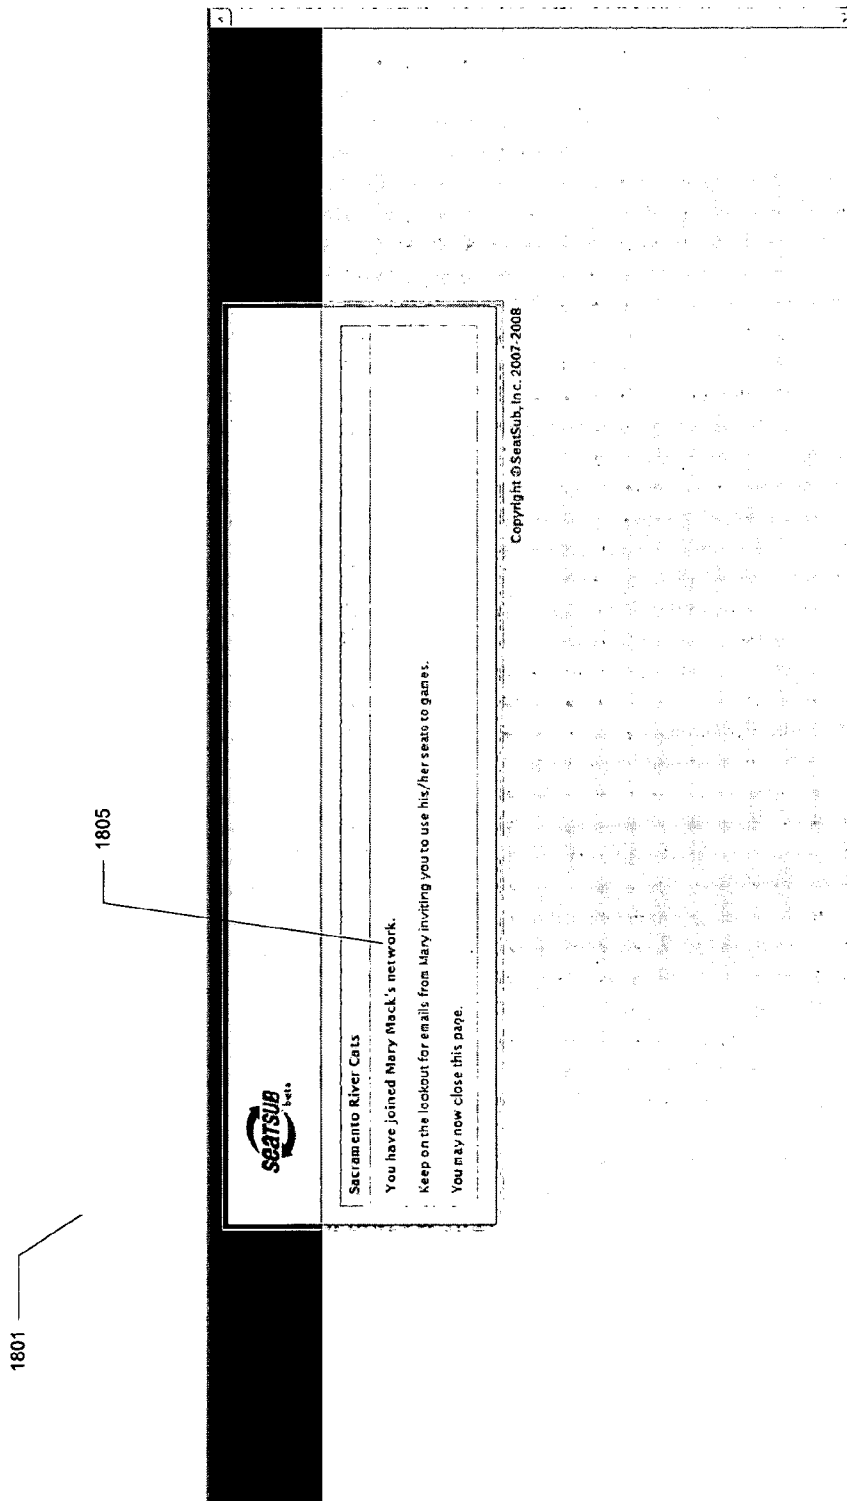 1801
1805
seatsub
beta
Sacramento River Cats
You have joined Mary Mack's network.
Keep on the lookout for emails from Mary inviting you to use his/her seats to games.
You may now close this page.
Copyright © SeatSub, Inc. 2007-2008